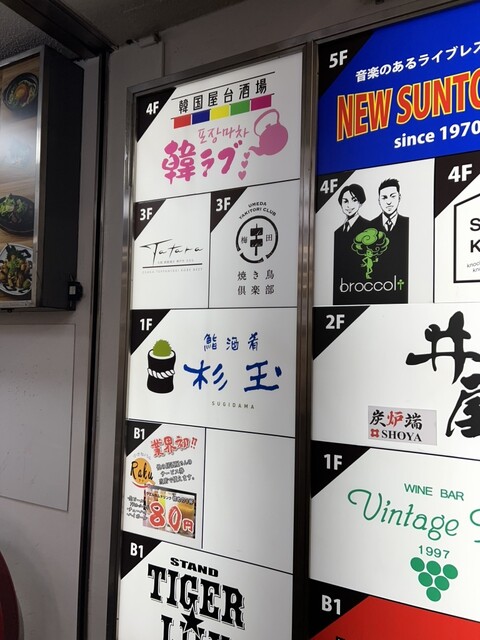 4F
韓国屋台酒場
포장마차
韓ラブ
3F
Tatara
3F
UMEDA
YAKITORI CLUB
梅 田
焼き鳥
倶楽部
1F
鮨 酒 肴
杉玉
SUGIDAMA
B1
業界初!!
Raku
80円
B1
STAND
TIGER
5F
音楽のあるライブレス
NEW SUNTO
since 1970
4F
broccoli
4F
S
K
2F
井
屋
炭炉端
SHOYA
1F
WINE BAR
Vintage
1997
B1